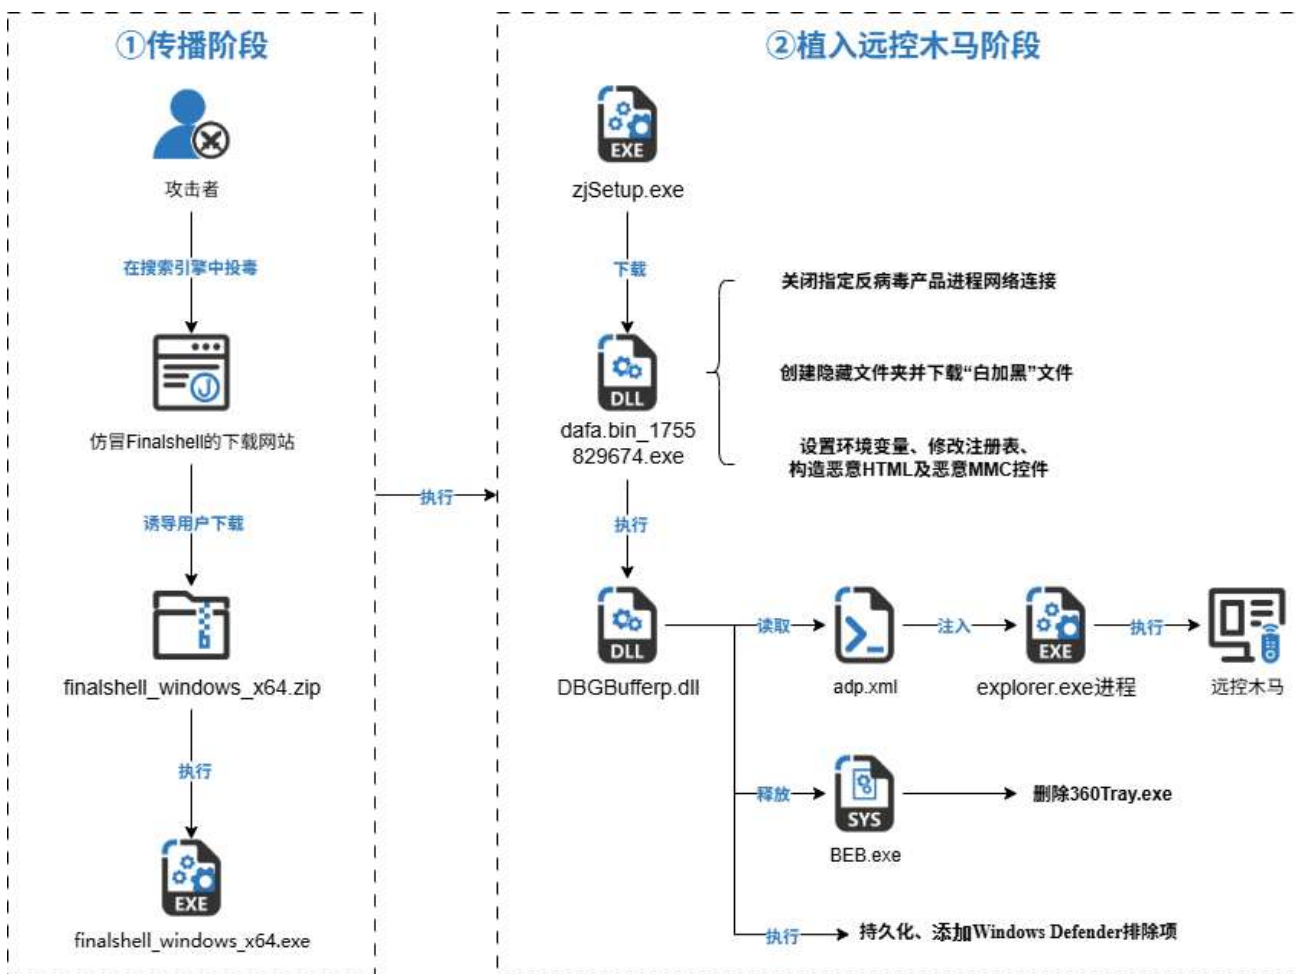 ①传播阶段
攻击者
在搜索引擎中投毒
仿冒Finalshell的下载网站
诱导用户下载
finalshell_windows_x64.zip
执行
EXE
finalshell_windows_x64.exe
执行
②植入远控木马阶段
EXE
zjSetup.exe
下载
DLL
dafa.bin_1755
829674.exe
关闭指定反病毒产品进程网络连接
创建隐藏文件夹并下载“白加黑”文件
设置环境变量、修改注册表、
构造恶意HTML及恶意MMC控件
执行
DLL
DBGBufferp.dll
读取
adp.xml
注入
EXE
explorer.exe进程
执行
远控木马
释放
SYS
BEB.exe
删除360Tray.exe
执行
持久化、添加Windows Defender排除项